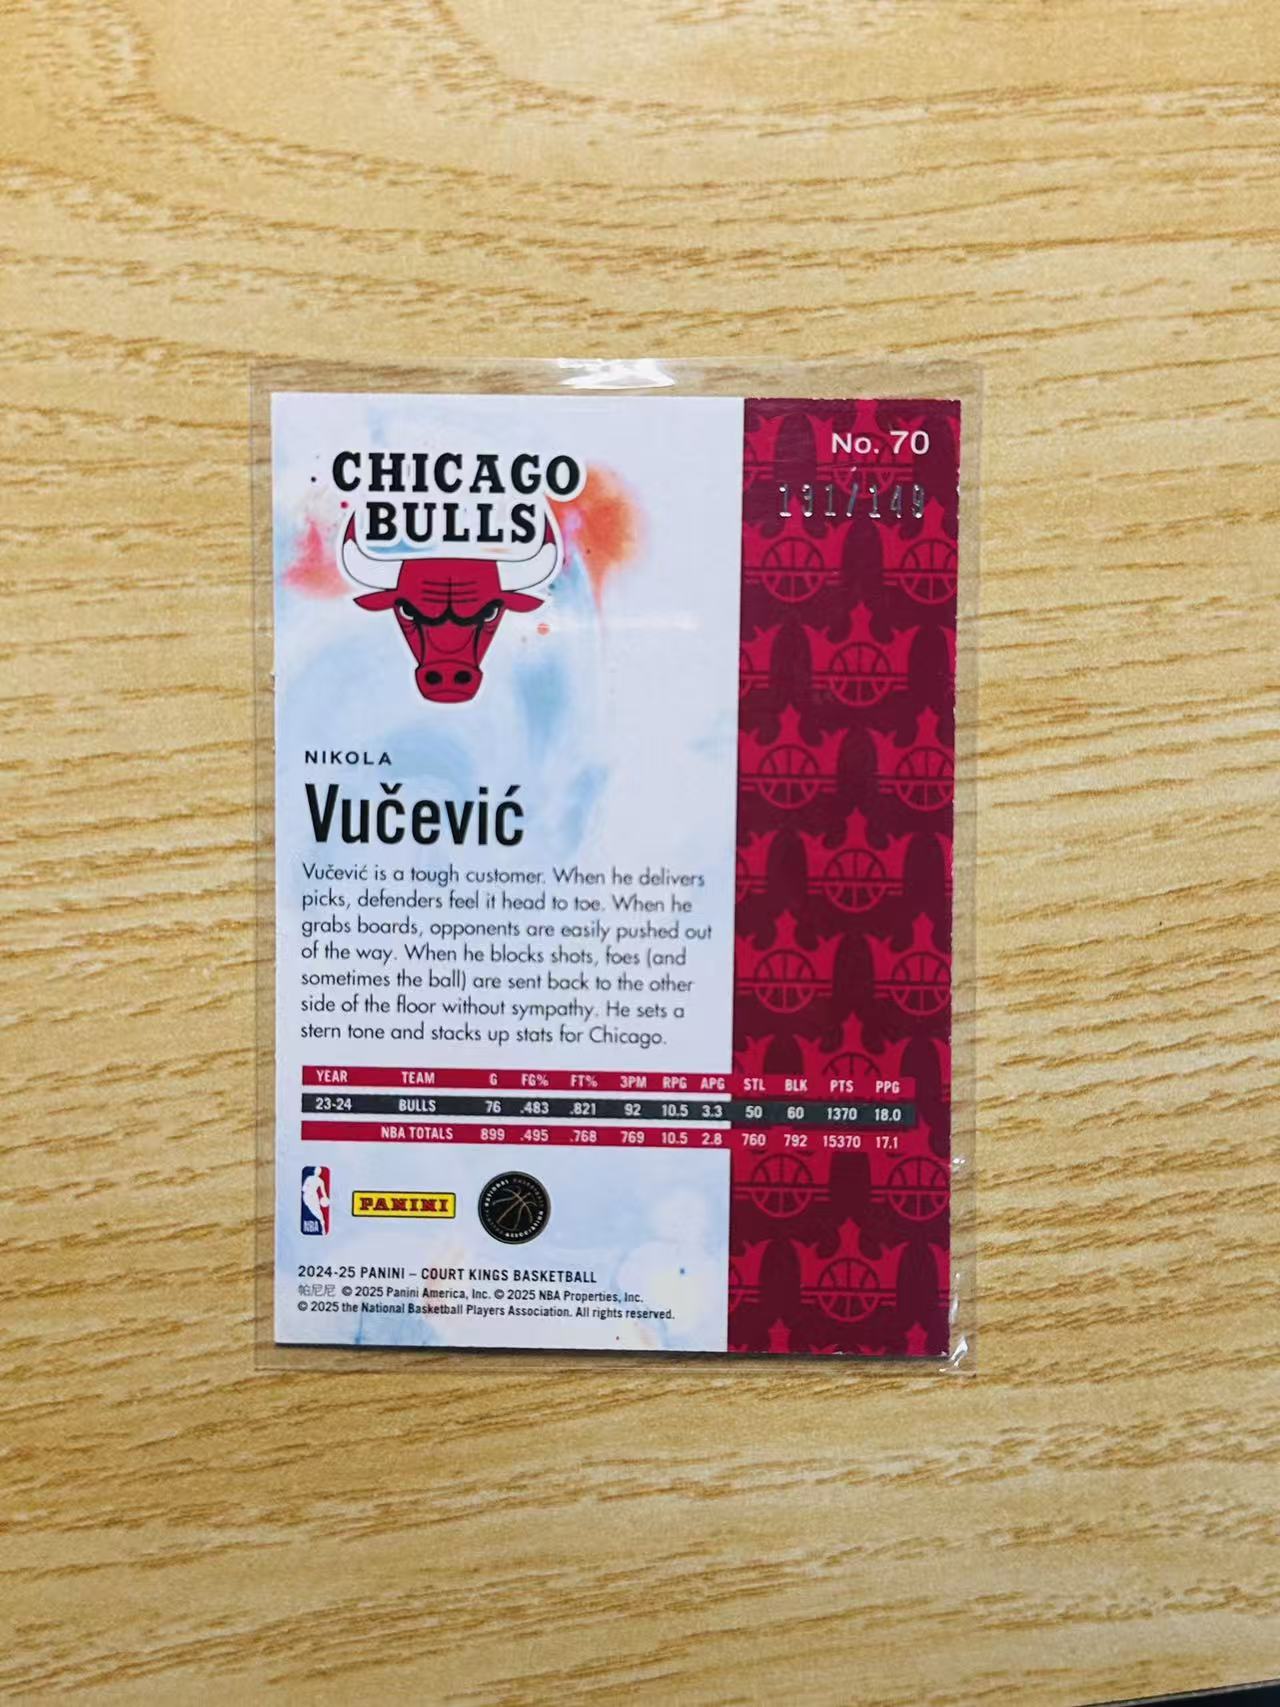 No. 70
131/149
CHICAGO
BULLS
NIKOLA
Vučević
Vučević is a tough customer. When he delivers
picks, defenders feel it head to toe. When he
grabs boards, opponents are easily pushed out
of the way. When he blocks shots, foes (and
sometimes the ball) are sent back to the other
side of the floor without sympathy. He sets a
stern tone and stacks up stats for Chicago.
YEAR TEAM G FG% FT% 3PM RPG APG STL BLK PTS PPG
23-24 BULLS 76 .483 .821 92 10.5 3.3 50 60 1370 18.0
NBA TOTALS 899 .495 .768 769 10.5 2.8 760 792 15370 17.1
NBA
PANINI
NATIONAL BASKETBALL PLAYERS ASSOCIATION
2024-25 PANINI – COURT KINGS BASKETBALL
帕尼尼 © 2025 Panini America, Inc. © 2025 NBA Properties, Inc.
© 2025 the National Basketball Players Association. All rights reserved.